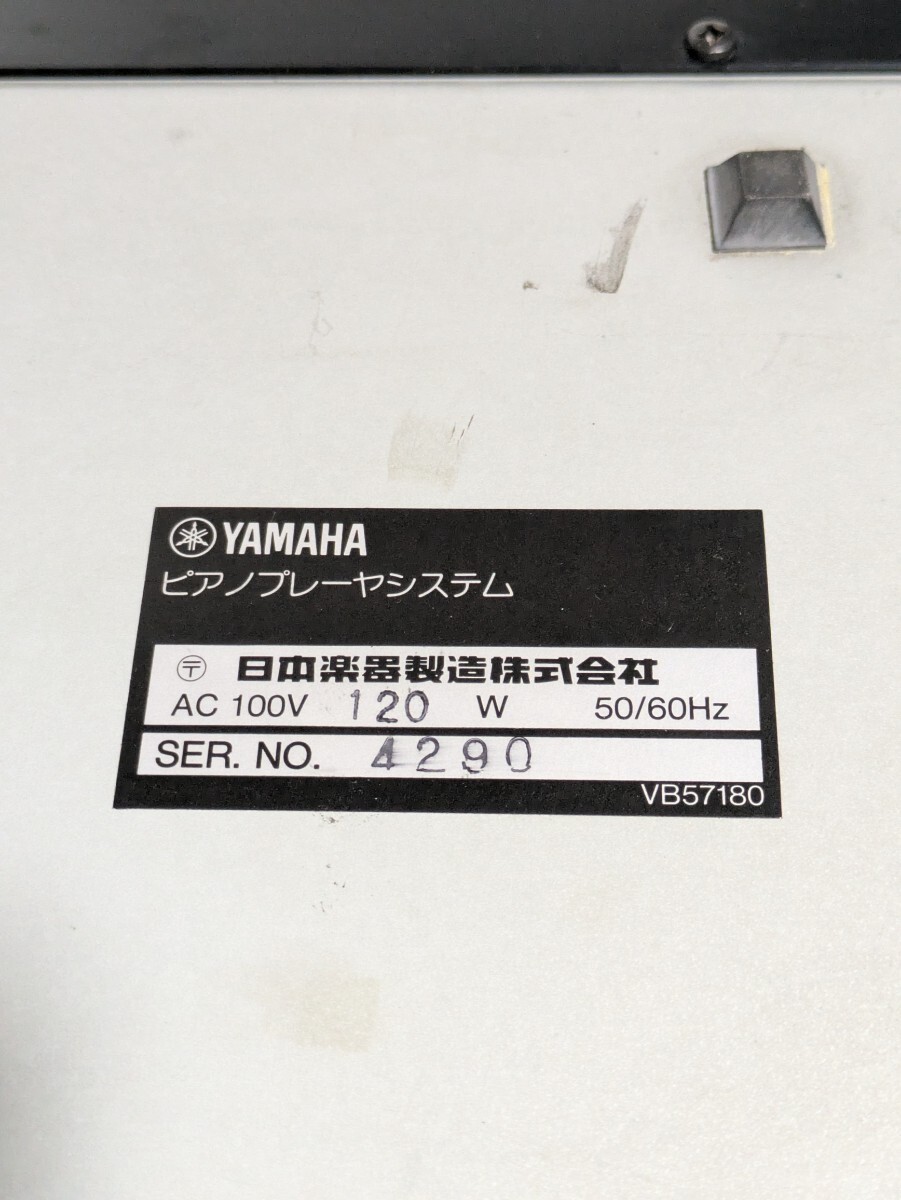 YAMAHA
ピアノプレーヤシステム
〶 日本楽器製造株式会社
AC 100V 120 W 50/60Hz
SER. NO. 4290
VB57180